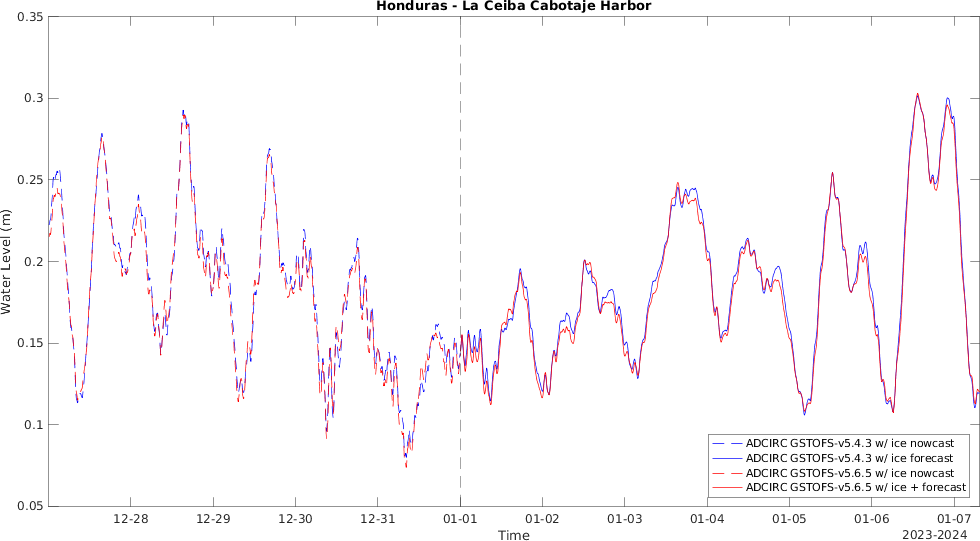 Honduras - La Ceiba Cabotaje Harbor
0.35
0.3
0.25
0.2
0.15
0.1
0.05
Water Level (m)
ADCIRC GSTOFS-v5.4.3 w/ ice nowcast
ADCIRC GSTOFS-v5.4.3 w/ ice forecast
ADCIRC GSTOFS-v5.6.5 w/ ice nowcast
ADCIRC GSTOFS-v5.6.5 w/ ice + forecast
12-28 12-29 12-30 12-31 01-01 01-02 01-03 01-04 01-05 01-06 01-07
Time
2023-2024